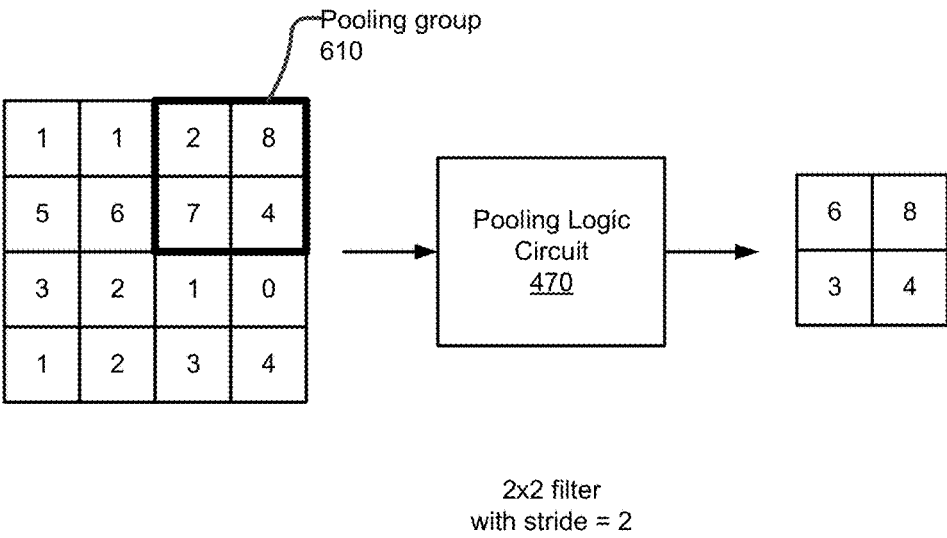 Pooling group
610
1 1 2 8
5 6 7 4
3 2 1 0
1 2 3 4
Pooling Logic
Circuit
470
6 8
3 4
2x2 filter
with stride = 2